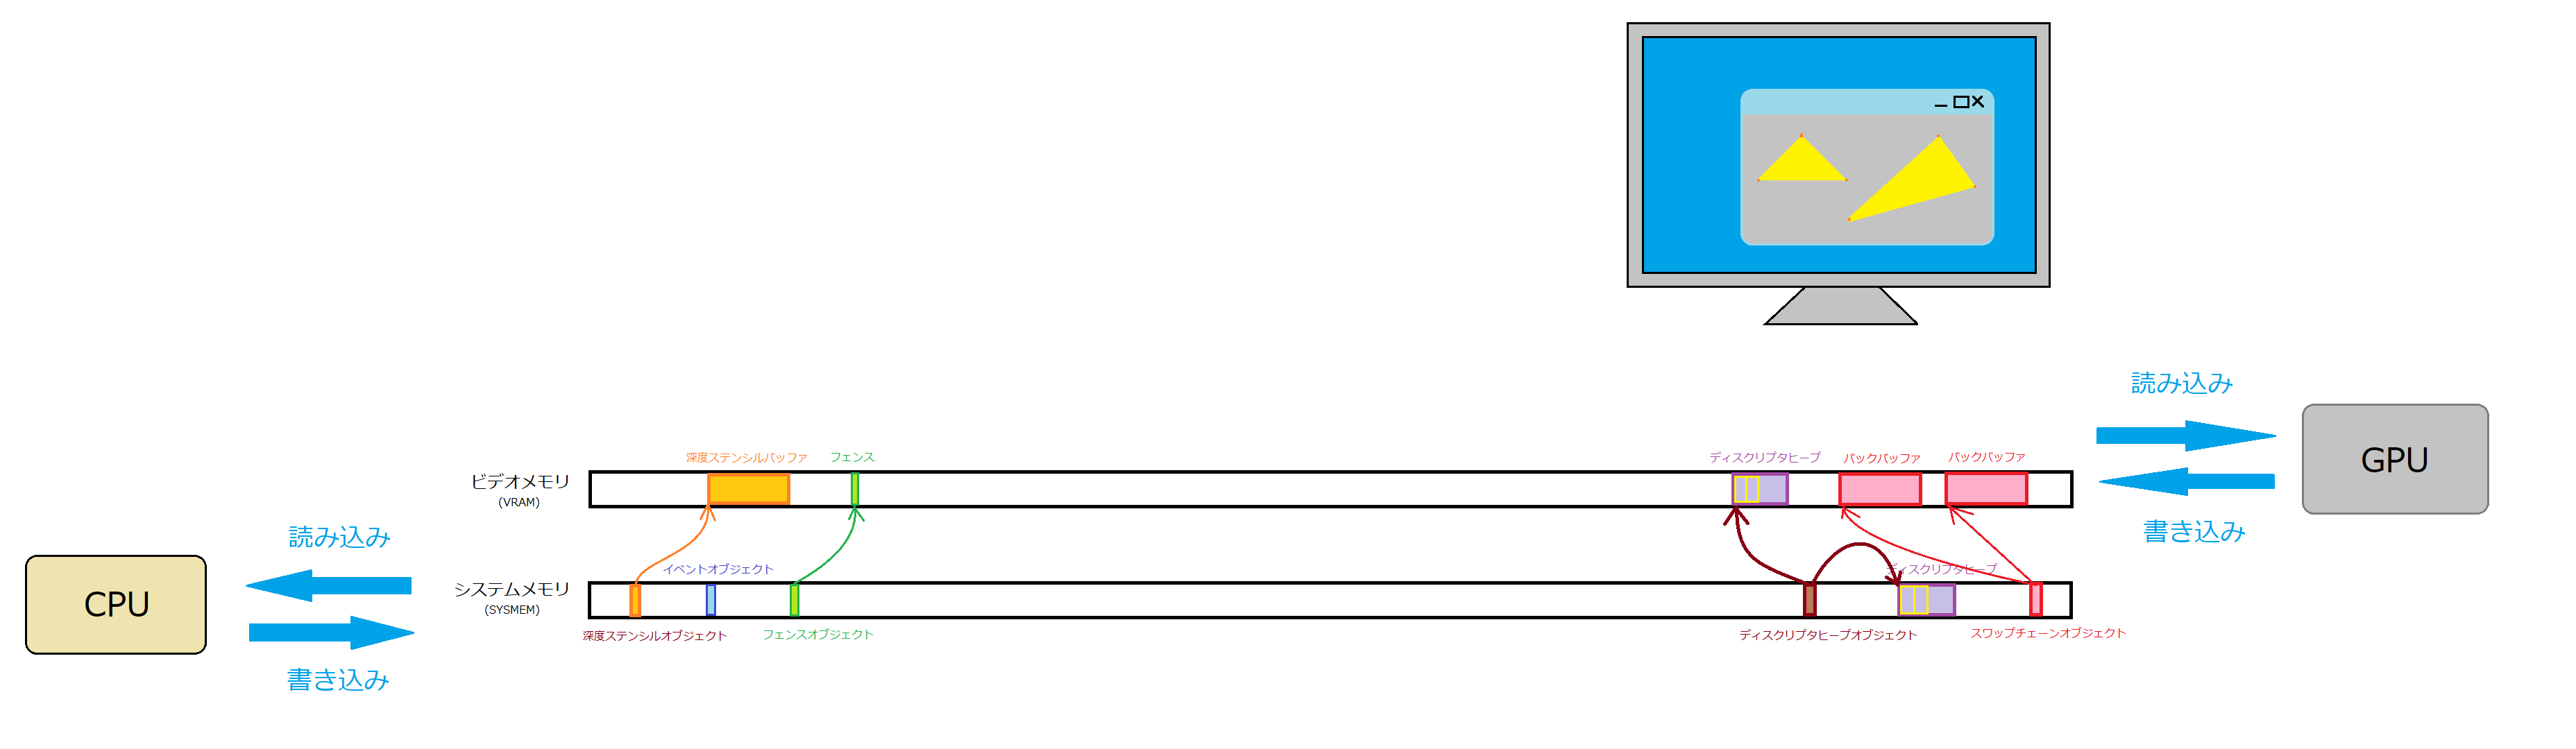 読み込み
GPU
書き込み
深度ステンシルバッファ
フェンス
ディスクリプタヒープ
バックバッファ
バックバッファ
ビデオメモリ
(VRAM)
読み込み
CPU
書き込み
イベントオブジェクト
ディスクリプタヒープ
システムメモリ
(SYSMEM)
深度ステンシルオブジェクト
フェンスオブジェクト
ディスクリプタヒープオブジェクト
スワップチェーンオブジェクト